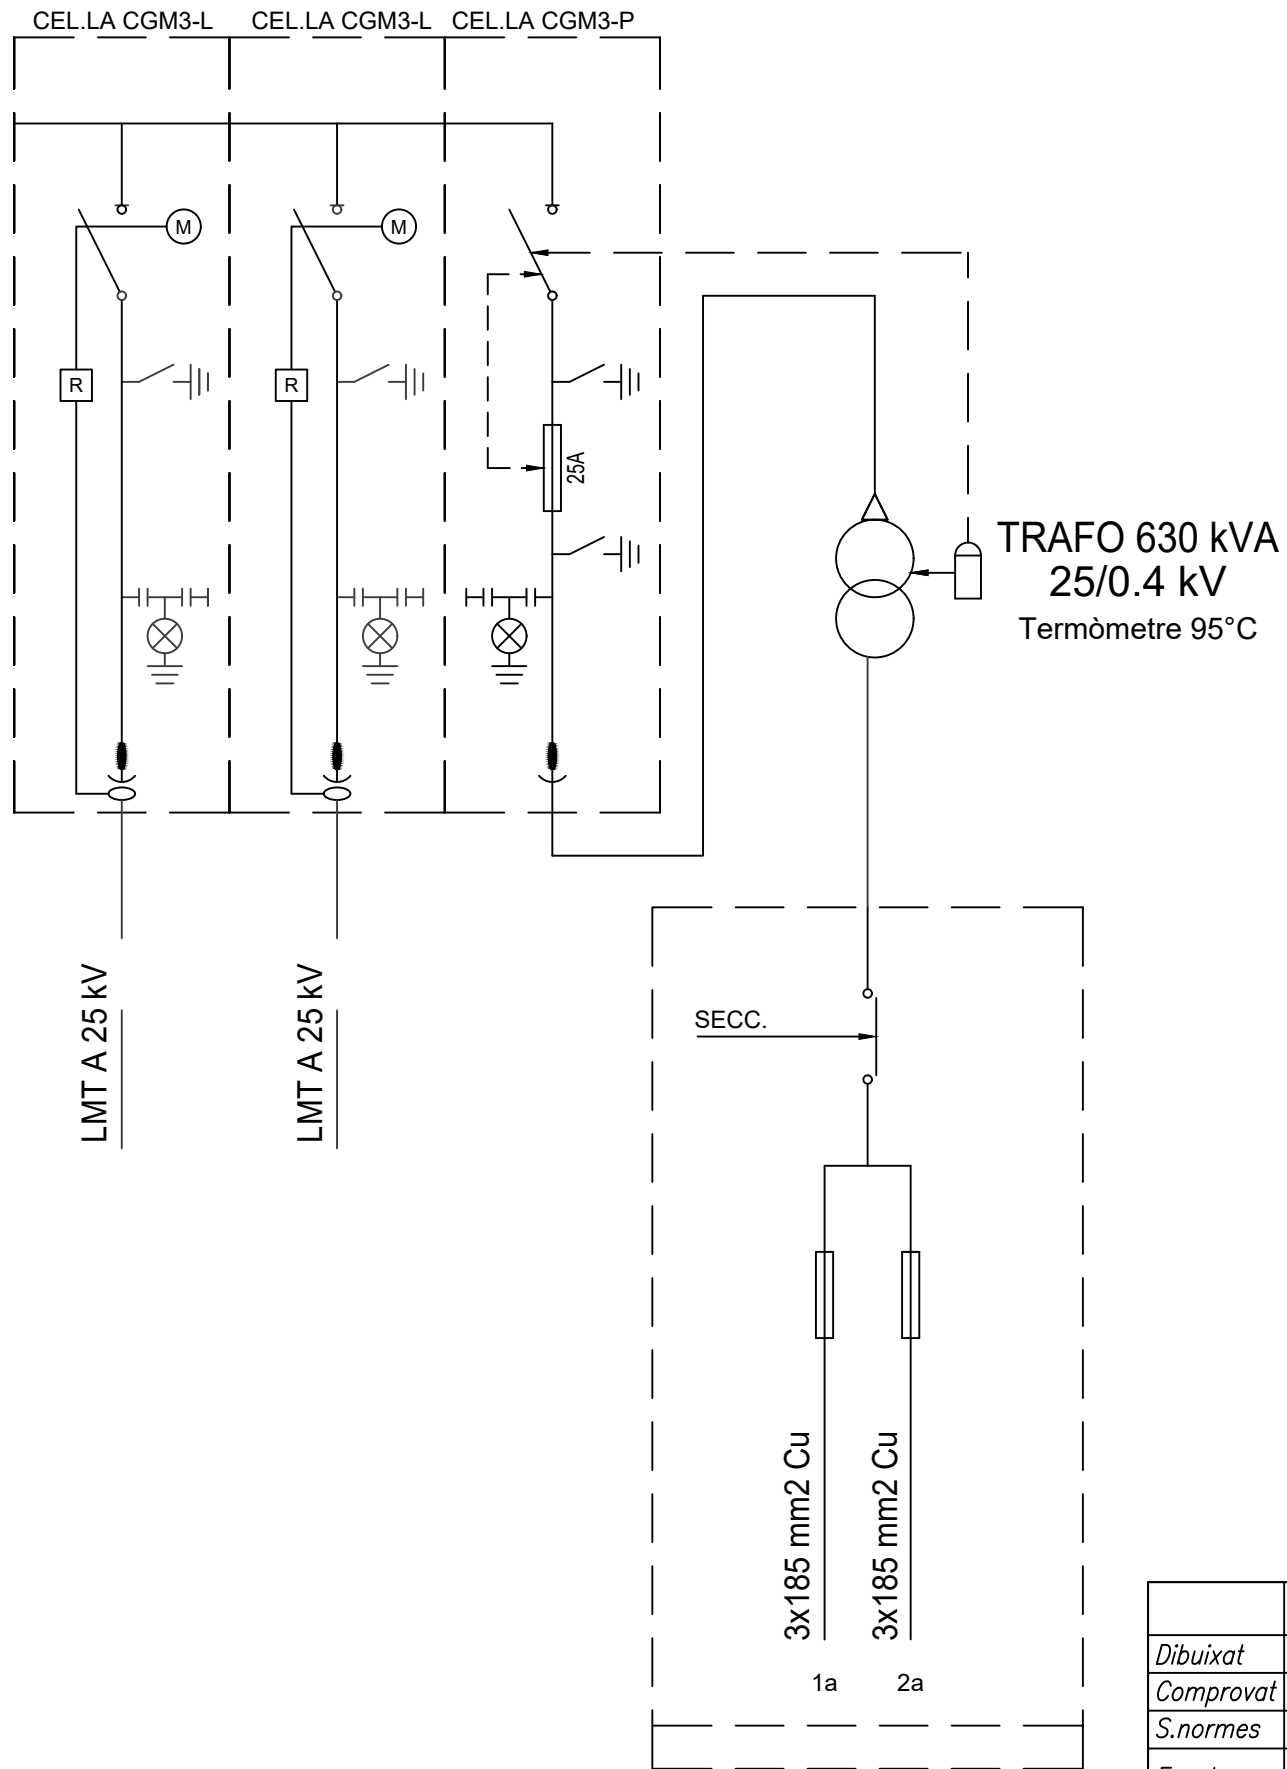 CEL.LA CGM3-L
CEL.LA CGM3-L
CEL.LA CGM3-P
M
M
R
R
25A
TRAFO 630 kVA
25/0.4 kV
Termòmetre 95°C
LMT A 25 kV
LMT A 25 kV
SECC.
3x185 mm2 Cu
3x185 mm2 Cu
1a
2a
Dibuixat
Comprovat
S.normes